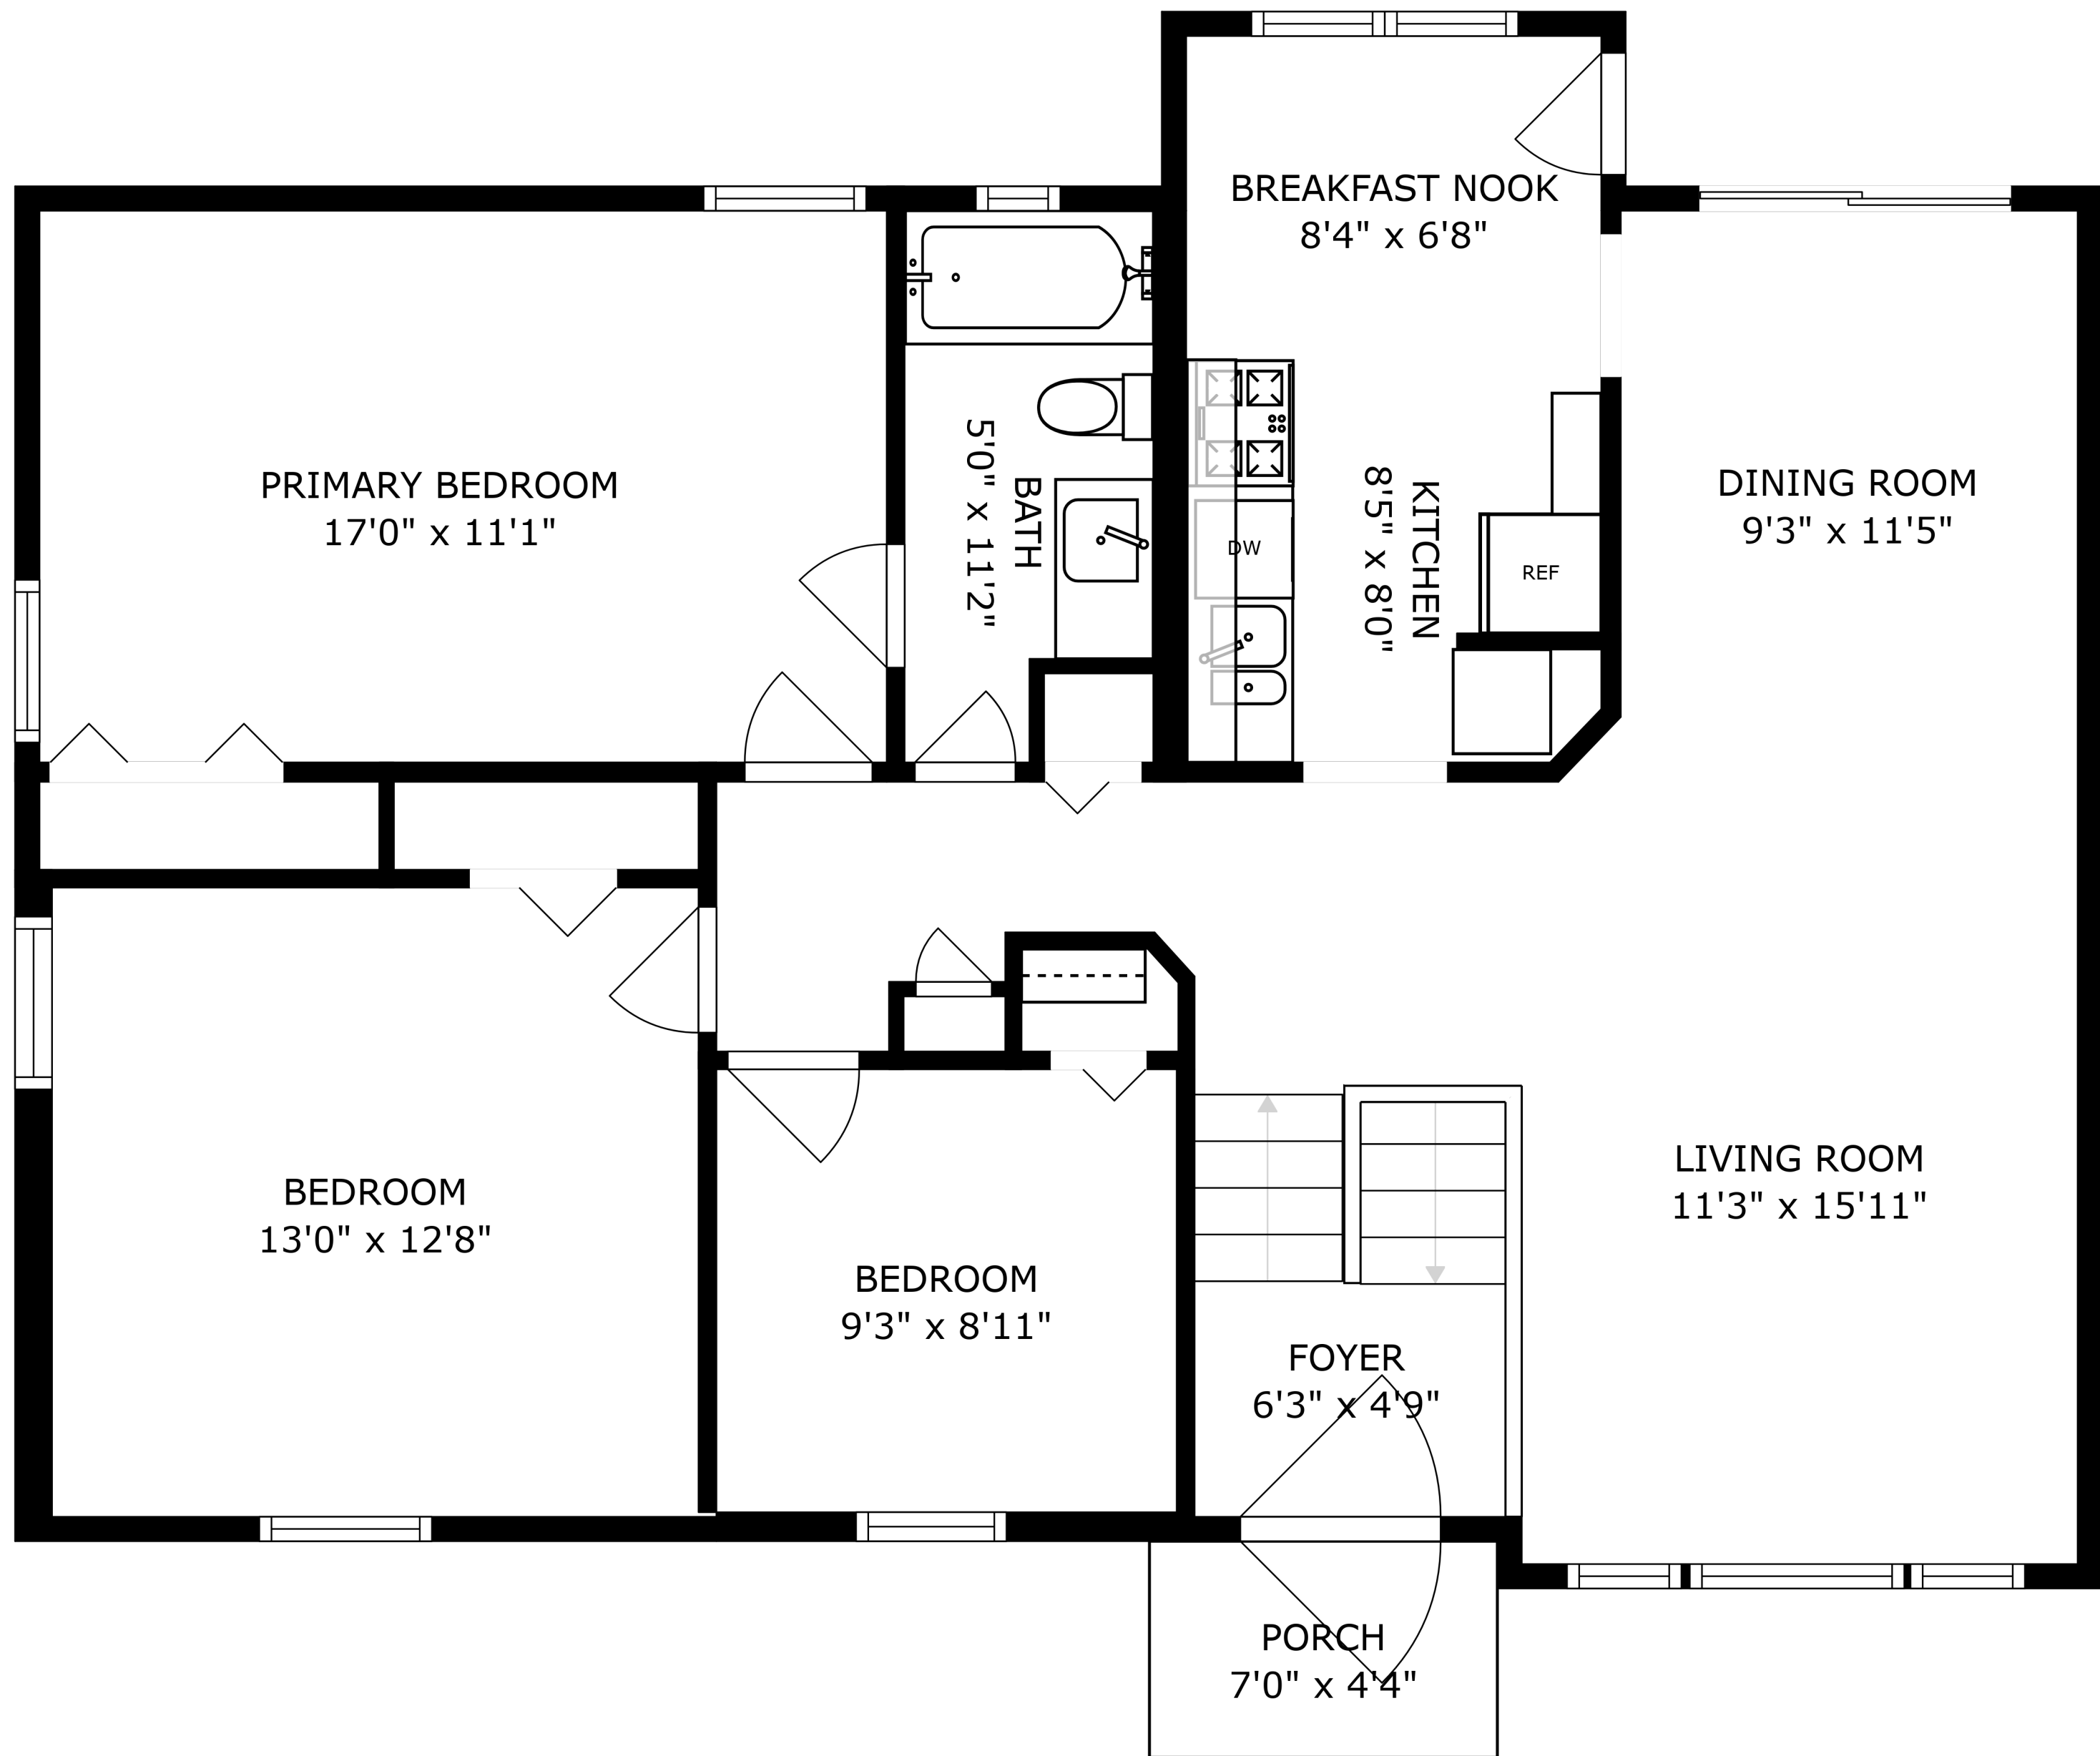 BREAKFAST NOOK
8'4" x 6'8"
PRIMARY BEDROOM
17'0" x 11'1"
BATH
5'0" x 11'2"
KITCHEN
8'5" x 8'0"
DW
REF
DINING ROOM
9'3" x 11'5"
BEDROOM
13'0" x 12'8"
BEDROOM
9'3" x 8'11"
LIVING ROOM
11'3" x 15'11"
FOYER
6'3" x 4'9"
PORCH
7'0" x 4'4"